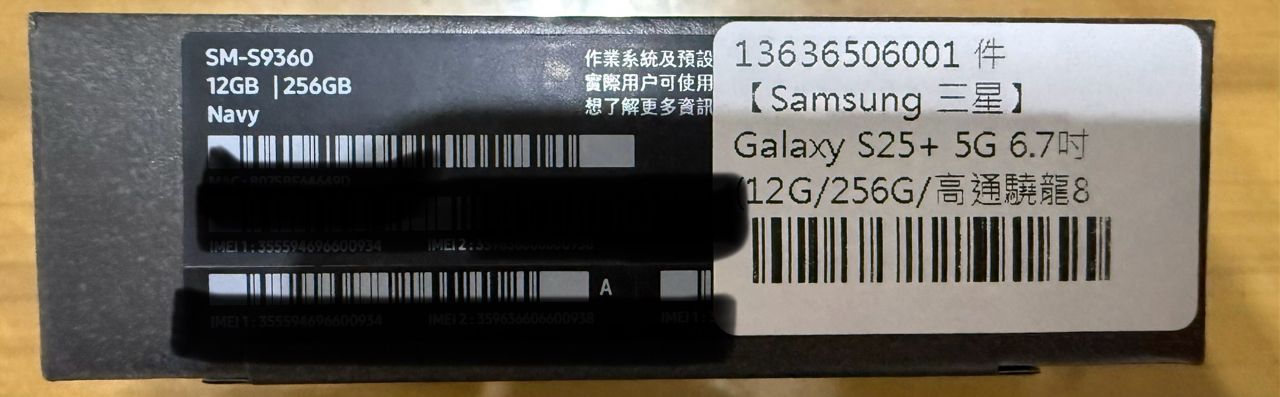 SM-S9360
12GB | 256GB
Navy
作業系統及預設
實際用户可使用
想了解更多資訊
A
13636506001 件
【Samsung 三星】
Galaxy S25+ 5G 6.7吋
(12G/256G/高通驍龍8